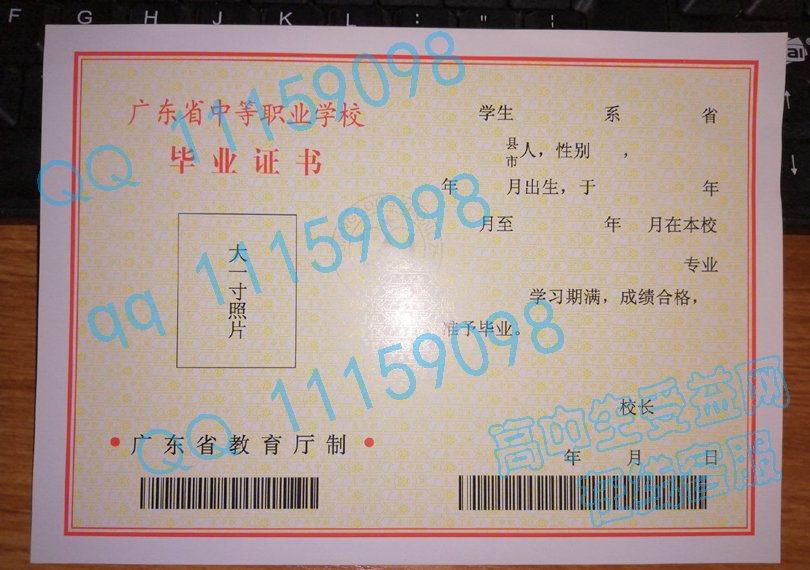 F G H J K L : "
广东省中等职业学校
毕业证书
大一寸照片
广东省教育厅制
学生 系 省
县
市
人，性别 ，
年 月出生，于 年
月至 年 月在本校
专业
学习期满，成绩合格，
准予毕业。
校长
年 月 日
QQ 11159098
qq 11159098
QQ 11159098
高中生受益网